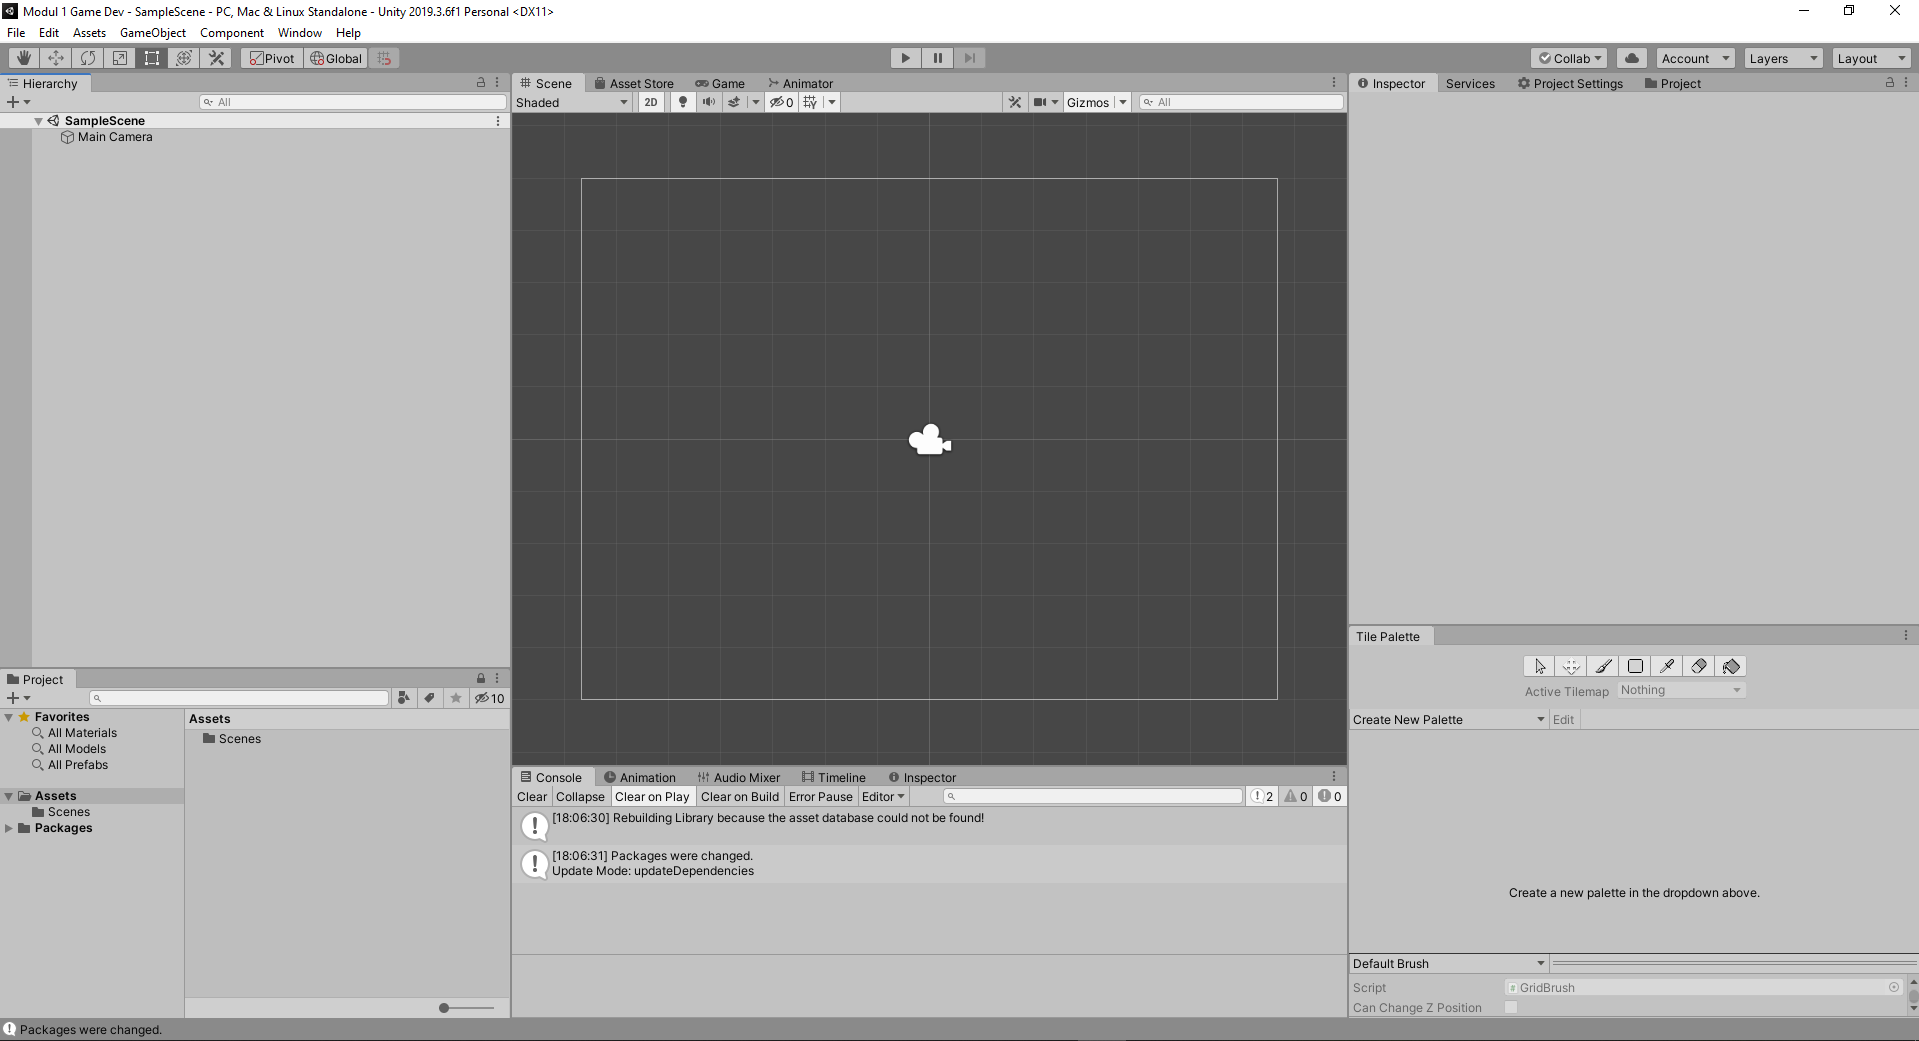 Modul 1 Game Dev - SampleScene - PC, Mac & Linux Standalone - Unity 2019.3.6f1 Personal <DX11>
File Edit Assets GameObject Component Window Help
Pivot Global Collab Account Layers Layout
Hierarchy
All
SampleScene
Main Camera
Scene Asset Store Game Animator
Shaded 2D 0 Gizmos All
Inspector Services Project Settings Project
Project
10
Favorites
All Materials
All Models
All Prefabs
Assets
Scenes
Packages
Assets
Scenes
Console Animation Audio Mixer Timeline Inspector
Clear Collapse Clear on Play Clear on Build Error Pause Editor 2 0 0
[18:06:30] Rebuilding Library because the asset database could not be found!
[18:06:31] Packages were changed.
Update Mode: updateDependencies
Tile Palette
Active Tilemap Nothing
Create New Palette Edit
Create a new palette in the dropdown above.
Default Brush
Script GridBrush
Can Change Z Position
Packages were changed.